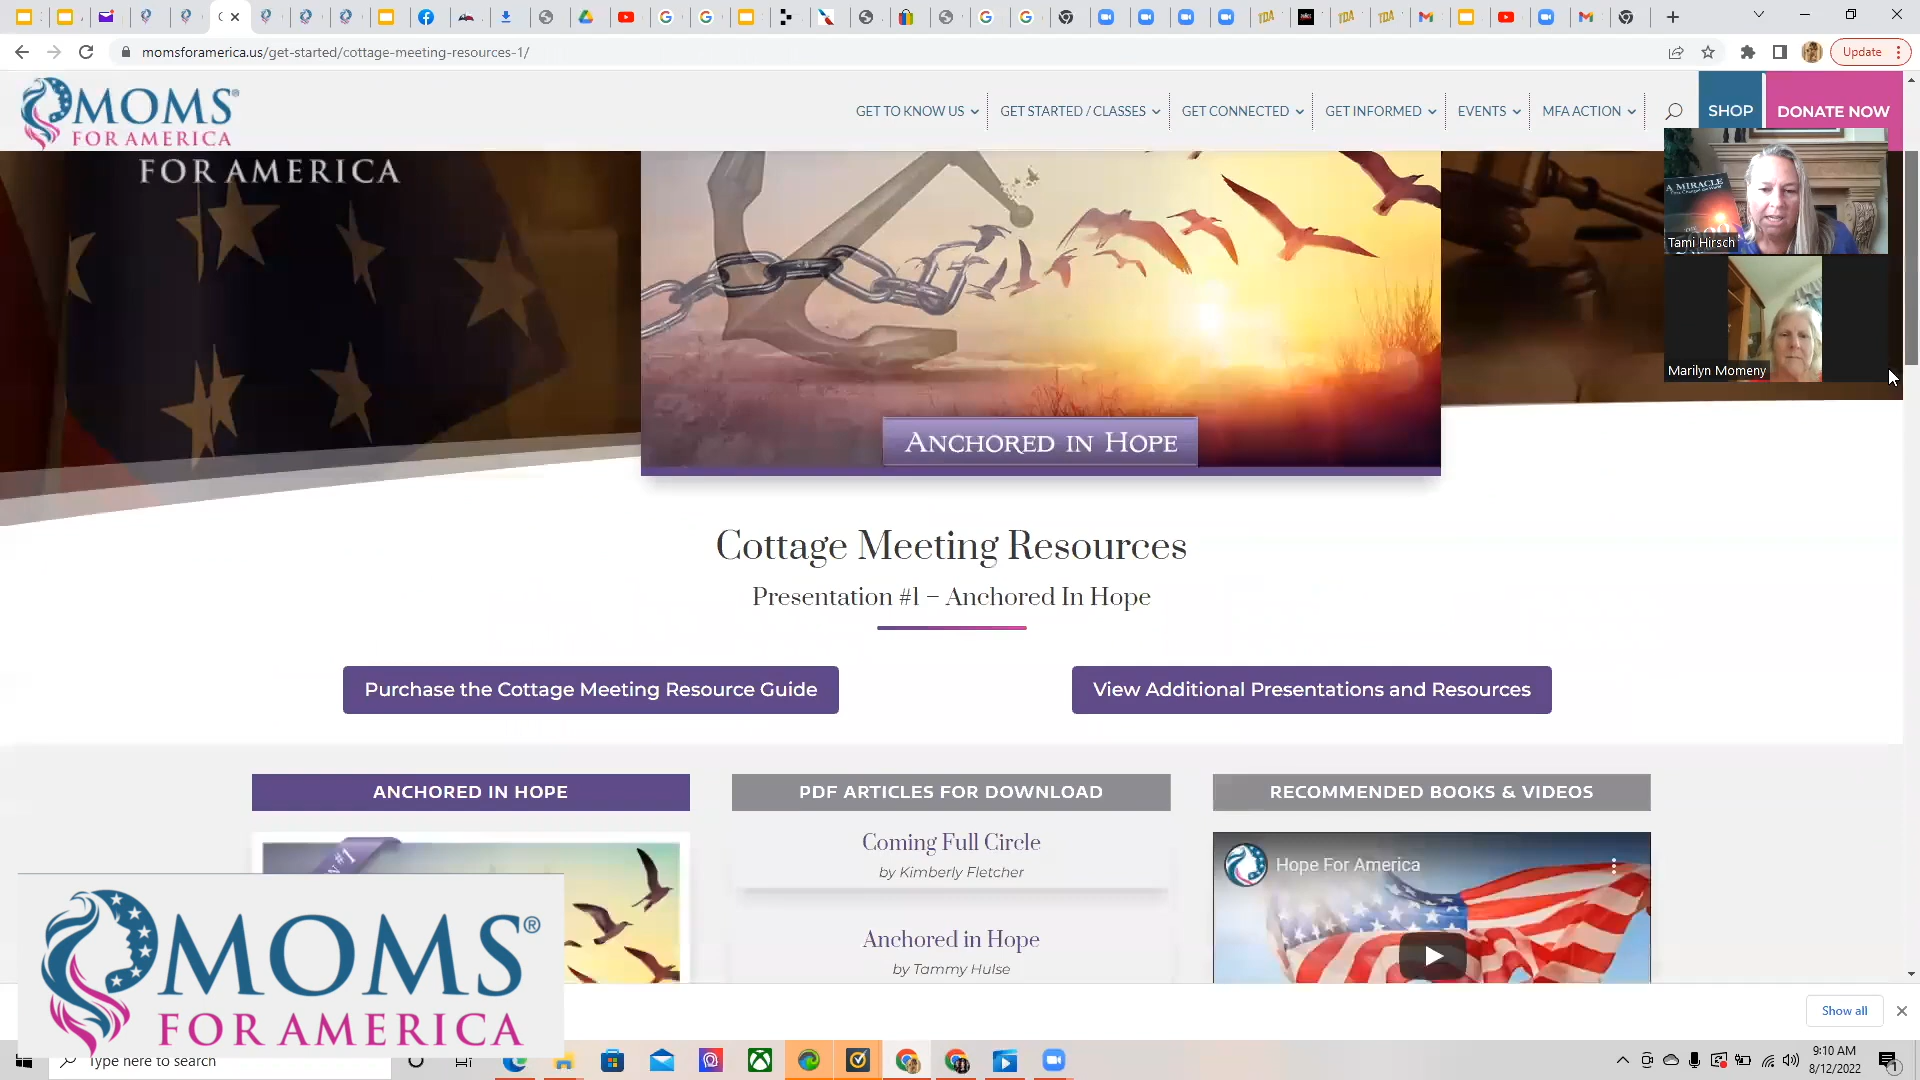 momsforamerica.us/get-started/cottage-meeting-resources-1/
Update
MOMS®
FOR AMERICA
GET TO KNOW US
GET STARTED / CLASSES
GET CONNECTED
GET INFORMED
EVENTS
MFA ACTION
SHOP
DONATE NOW
FOR AMERICA
A MIRACLE
Tami Hirsch
Marilyn Momeny
ANCHORED IN HOPE
Cottage Meeting Resources
Presentation #1 – Anchored In Hope
Purchase the Cottage Meeting Resource Guide
View Additional Presentations and Resources
ANCHORED IN HOPE
PDF ARTICLES FOR DOWNLOAD
RECOMMENDED BOOKS & VIDEOS
#1
Coming Full Circle
by Kimberly Fletcher
Anchored in Hope
by Tammy Hulse
Hope For America
MOMS®
FOR AMERICA
Show all
Type here to search
9:10 AM
8/12/2022